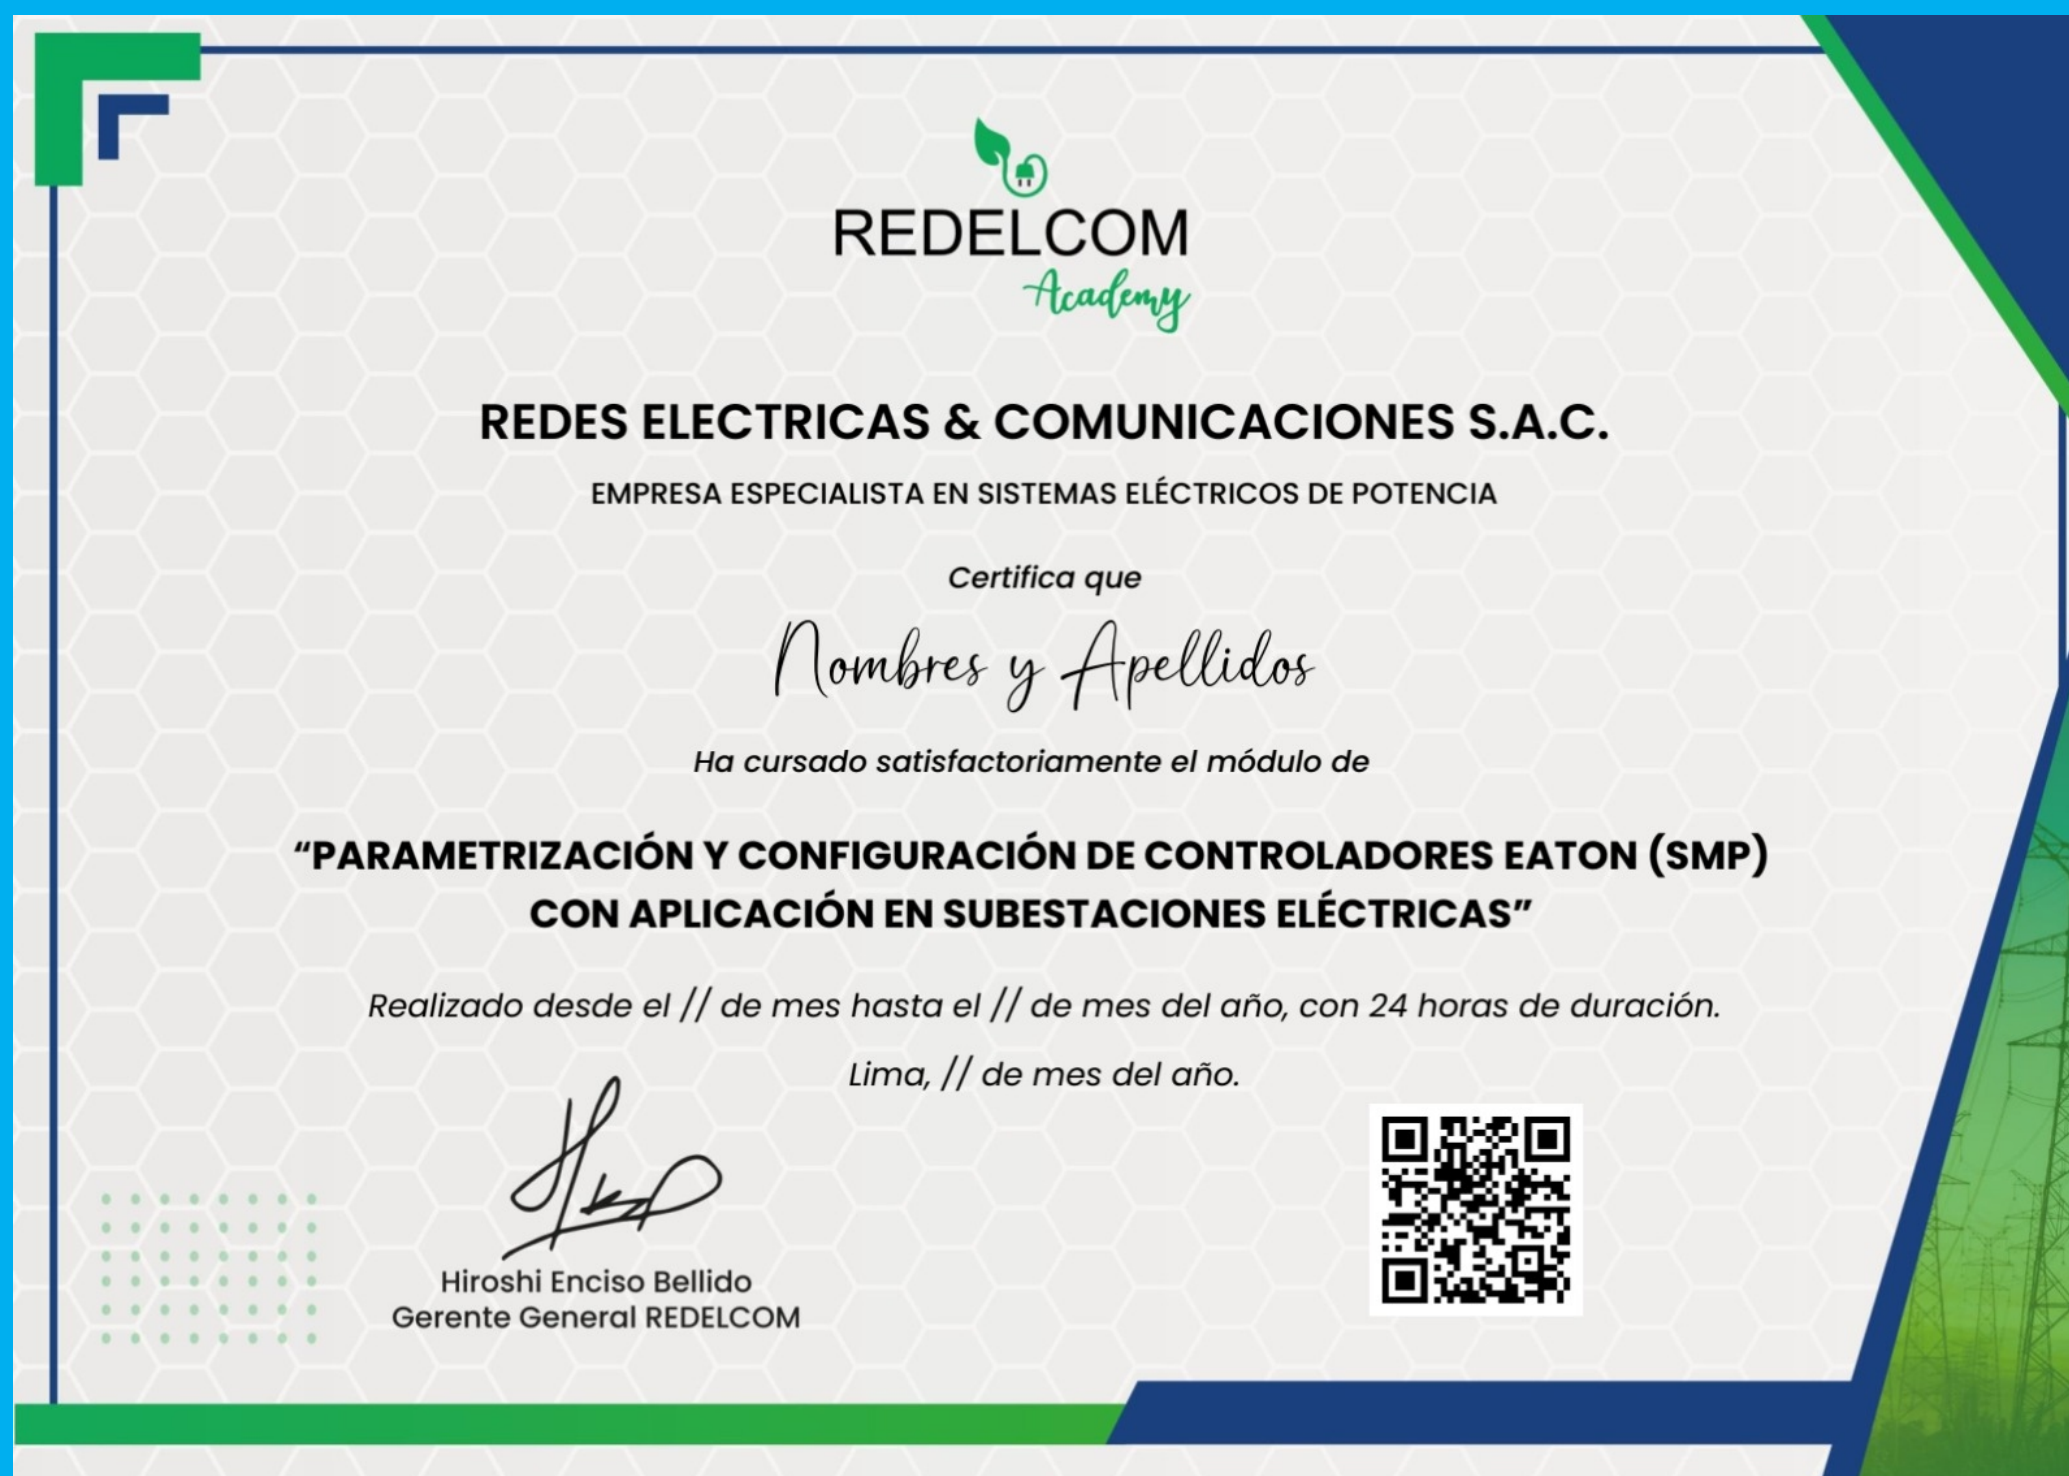 REDELCOM
Academy
REDES ELECTRICAS & COMUNICACIONES S.A.C.
EMPRESA ESPECIALISTA EN SISTEMAS ELÉCTRICOS DE POTENCIA
Certifica que
Nombres y Apellidos
Ha cursado satisfactoriamente el módulo de
“PARAMETRIZACIÓN Y CONFIGURACIÓN DE CONTROLADORES EATON (SMP)
CON APLICACIÓN EN SUBESTACIONES ELÉCTRICAS”
Realizado desde el // de mes hasta el // de mes del año, con 24 horas de duración.
Lima, // de mes del año.
Hiroshi Enciso Bellido
Gerente General REDELCOM